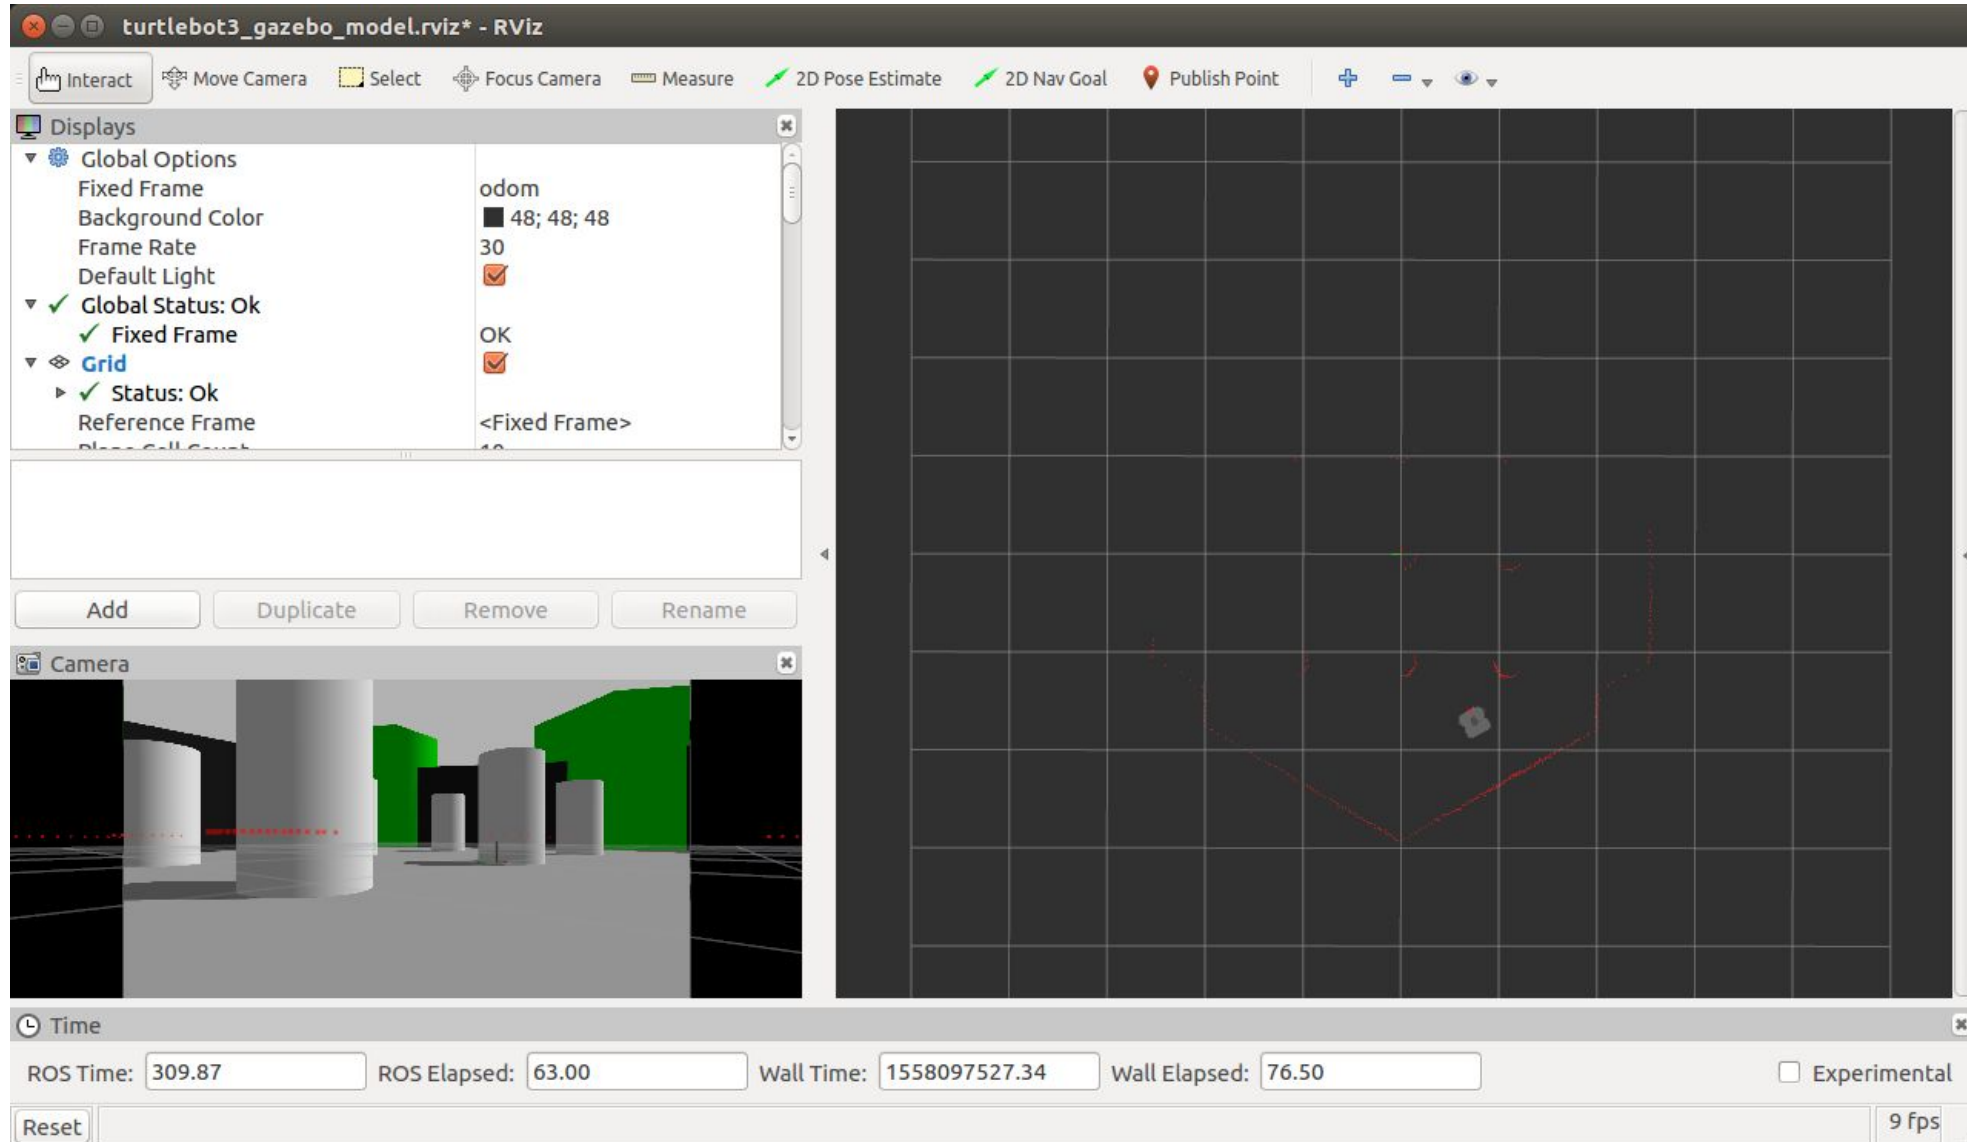 turtlebot3_gazebo_model.rviz* - RViz
Interact Move Camera Select Focus Camera Measure 2D Pose Estimate 2D Nav Goal Publish Point
Displays
Global Options
Fixed Frame odom
Background Color 48; 48; 48
Frame Rate 30
Default Light
Global Status: Ok
Fixed Frame OK
Grid
Status: Ok
Reference Frame <Fixed Frame>
Add Duplicate Remove Rename
Camera
Time
ROS Time: 309.87 ROS Elapsed: 63.00 Wall Time: 1558097527.34 Wall Elapsed: 76.50 Experimental
Reset 9 fps